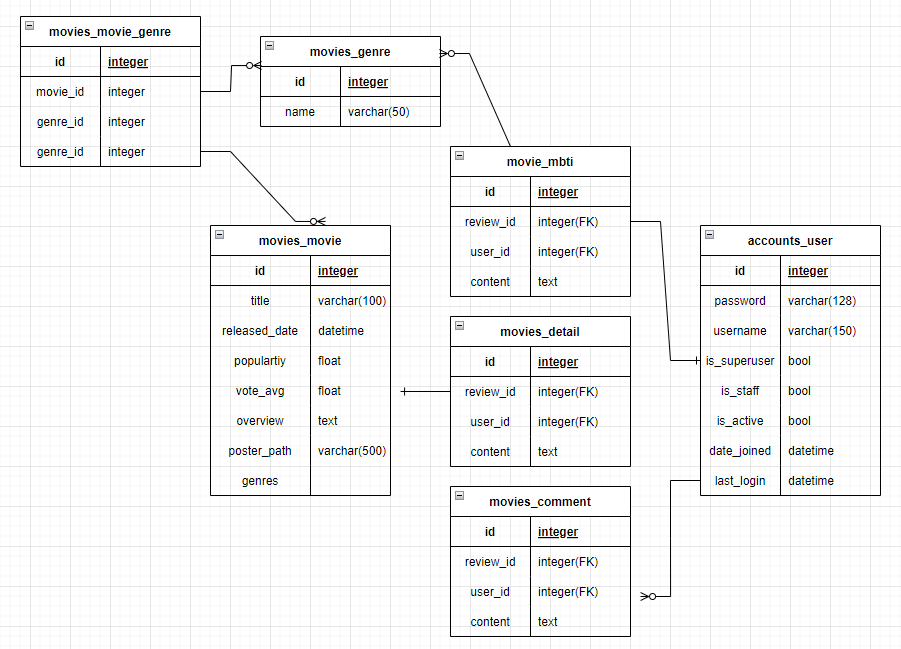 movies_movie_genre
id integer
movie_id integer
genre_id integer
genre_id integer
movies_genre
id integer
name varchar(50)
movie_mbti
id integer
review_id integer(FK)
user_id integer(FK)
content text
movies_movie
id integer
title varchar(100)
released_date datetime
populartiy float
vote_avg float
overview text
poster_path varchar(500)
genres
movies_detail
id integer
review_id integer(FK)
user_id integer(FK)
content text
accounts_user
id integer
password varchar(128)
username varchar(150)
is_superuser bool
is_staff bool
is_active bool
date_joined datetime
last_login datetime
movies_comment
id integer
review_id integer(FK)
user_id integer(FK)
content text